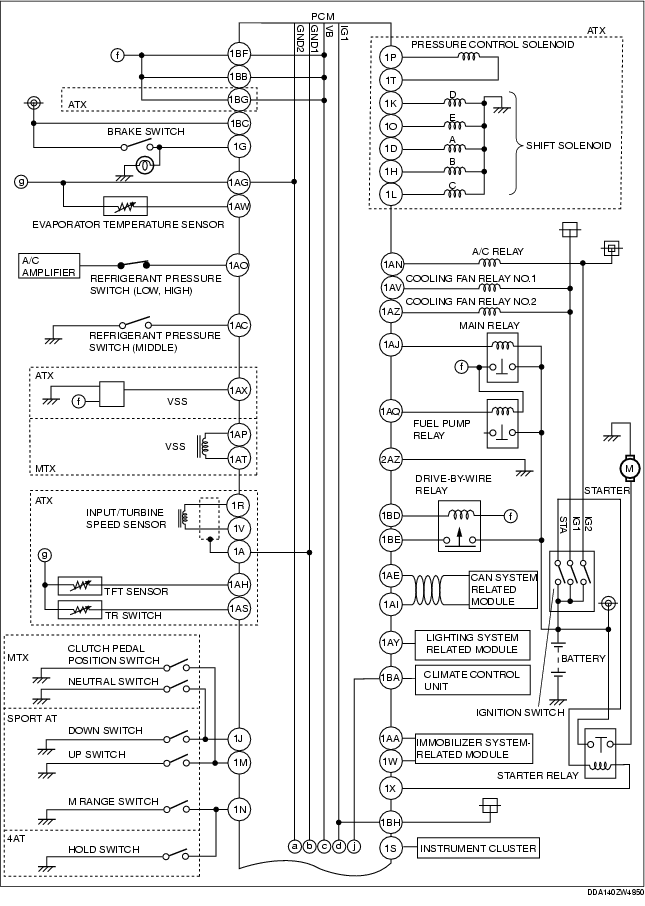 PCM
GND2
GND1
VB
IG1
f
1BF
1BB
1BG
ATX
1BC
BRAKE SWITCH
1G
g
1AG
1AW
EVAPORATOR TEMPERATURE SENSOR
A/C
AMPLIFIER
1AO
REFRIGERANT PRESSURE
SWITCH (LOW, HIGH)
1AC
REFRIGERANT PRESSURE
SWITCH (MIDDLE)
ATX
f
VSS
1AX
VSS
1AP
1AT
MTX
ATX
INPUT/TURBINE
SPEED SENSOR
1R
1V
1A
g
TFT SENSOR
1AH
TR SWITCH
1AS
MTX
CLUTCH PEDAL
POSITION SWITCH
NEUTRAL SWITCH
SPORT AT
DOWN SWITCH
1J
UP SWITCH
1M
M RANGE SWITCH
1N
4AT
HOLD SWITCH
a
b
c
d
j
ATX
PRESSURE CONTROL SOLENOID
1P
1T
1K
D
1O
E
1D
A
1H
B
1L
C
SHIFT SOLENOID
A/C RELAY
1AN
COOLING FAN RELAY NO.1
1AV
COOLING FAN RELAY NO.2
1AZ
MAIN RELAY
1AJ
f
1AQ
FUEL PUMP
RELAY
2AZ
M
STARTER
DRIVE-BY-WIRE
RELAY
1BD
f
1BE
STA
IG1
IG2
1AE
1AI
CAN SYSTEM
RELATED
MODULE
1AY
LIGHTING SYSTEM
RELATED MODULE
BATTERY
1BA
CLIMATE CONTROL
UNIT
IGNITION SWITCH
1AA
1W
IMMOBILIZER SYSTEM-
RELATED MODULE
STARTER RELAY
1X
1BH
1S
INSTRUMENT CLUSTER
DDA140ZW4850